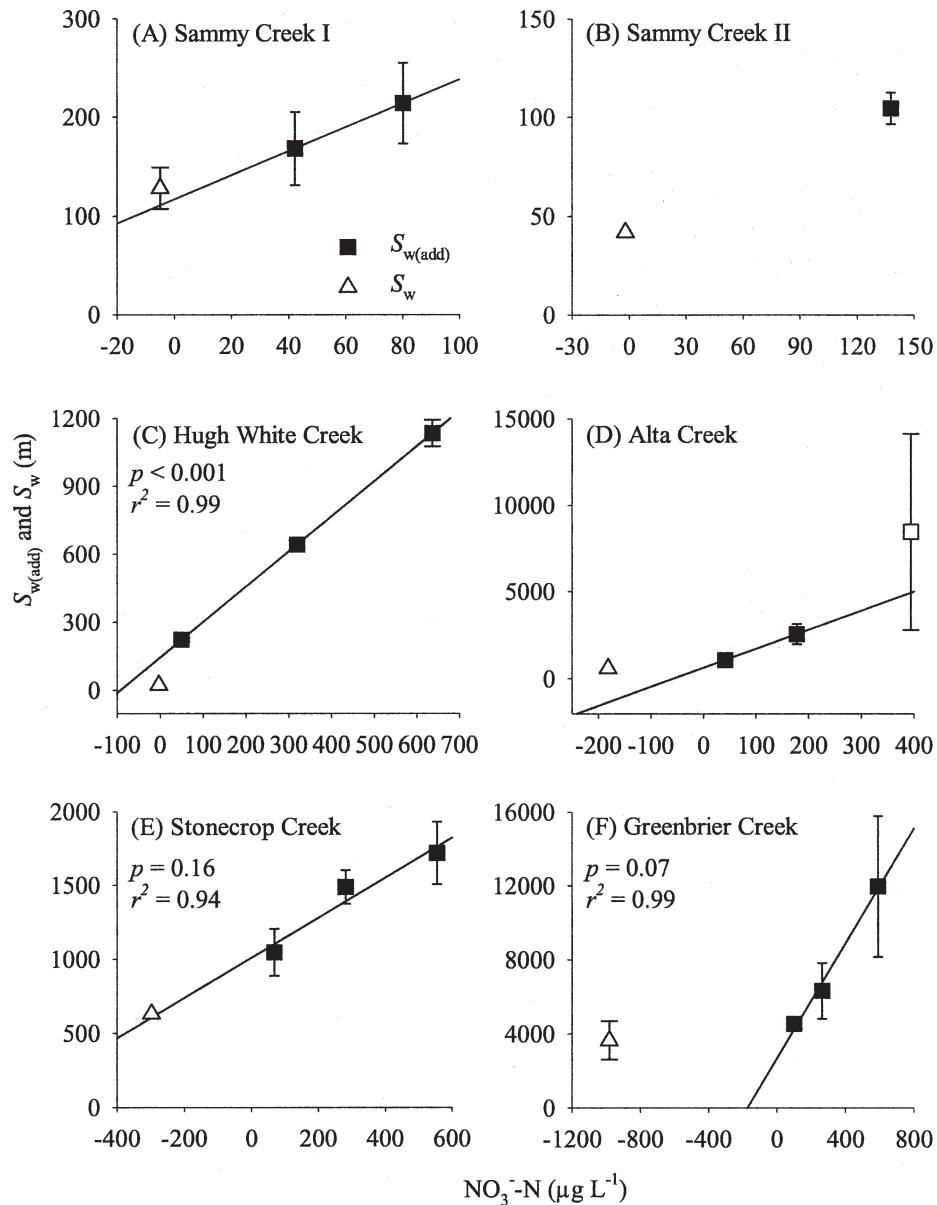 (A) Sammy Creek I
300
200
100
0
-20 0 20 40 60 80 100
S_w(add)
S_w
(B) Sammy Creek II
150
100
50
0
-30 0 30 60 90 120 150
(C) Hugh White Creek
p < 0.001
r² = 0.99
1200
900
600
300
0
-100 0 100 200 300 400 500 600 700
(D) Alta Creek
15000
10000
5000
0
-200 -100 0 100 200 300 400
S_w(add) and S_w (m)
(E) Stonecrop Creek
p = 0.16
r² = 0.94
2000
1500
1000
500
0
-400 -200 0 200 400 600
(F) Greenbrier Creek
p = 0.07
r² = 0.99
16000
12000
8000
4000
0
-1200 -800 -400 0 400 800
NO₃⁻-N (µg L⁻¹)